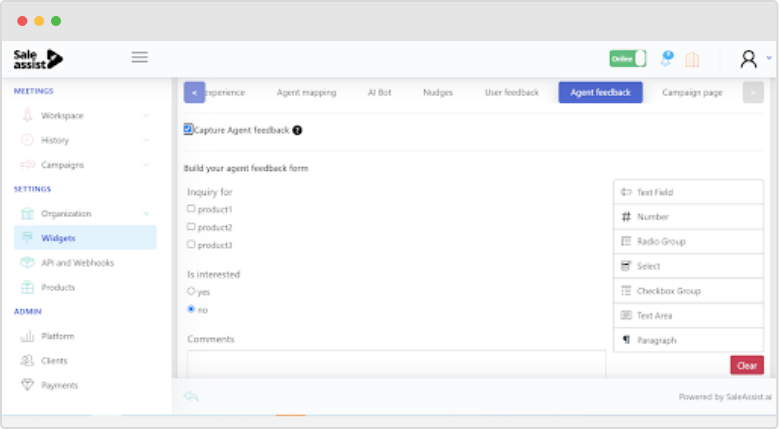 Sale
assist
Online
MEETINGS
Workspace
History
Campaigns
SETTINGS
Organization
Widgets
API and Webhooks
Products
ADMIN
Platform
Clients
Payments
< xperience Agent mapping AI Bot Nudges User feedback Agent feedback Campaign page >
Capture Agent feedback ?
Build your agent feedback form
Inquiry for
product1
product2
product3
Is interested
yes
no
Comments
Text Field
# Number
Radio Group
Select
Checkbox Group
Text Area
¶ Paragraph
Clear
Powered by SaleAssist.ai